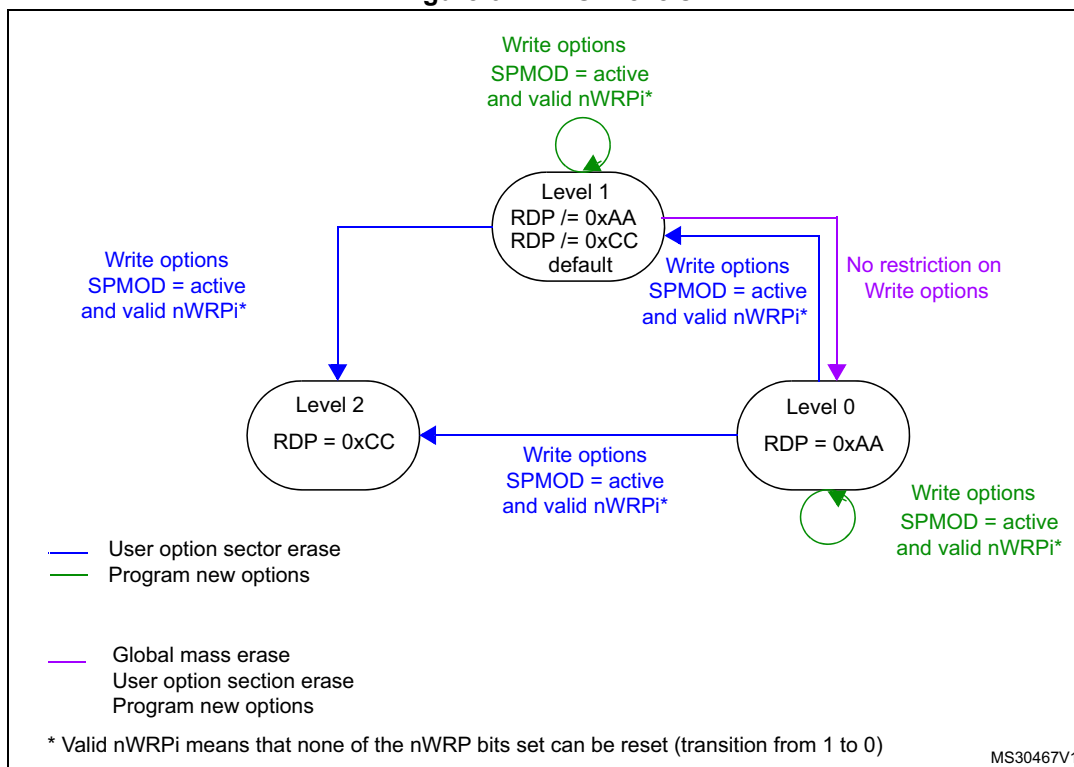 Write options
SPMOD = active
and valid nWRPi*
Level 1
RDP /= 0xAA
RDP /= 0xCC
default
Write options
SPMOD = active
and valid nWRPi*
Write options
SPMOD = active
and valid nWRPi*
No restriction on
Write options
Level 2
RDP = 0xCC
Level 0
RDP = 0xAA
Write options
SPMOD = active
and valid nWRPi*
Write options
SPMOD = active
and valid nWRPi*
User option sector erase
Program new options
Global mass erase
User option section erase
Program new options
* Valid nWRPi means that none of the nWRP bits set can be reset (transition from 1 to 0)
MS30467V1